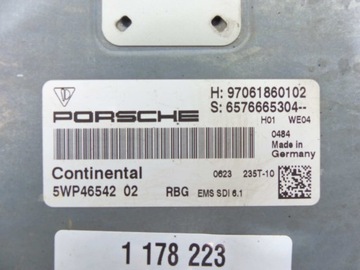 H: 97061860102
PORSCHE
S: 6576665304--
H01 WE04
0484
Made in
Germany
Continental
0623 235T-10
5WP46542 02 RBG EMS SDI 6.1
1 178 223